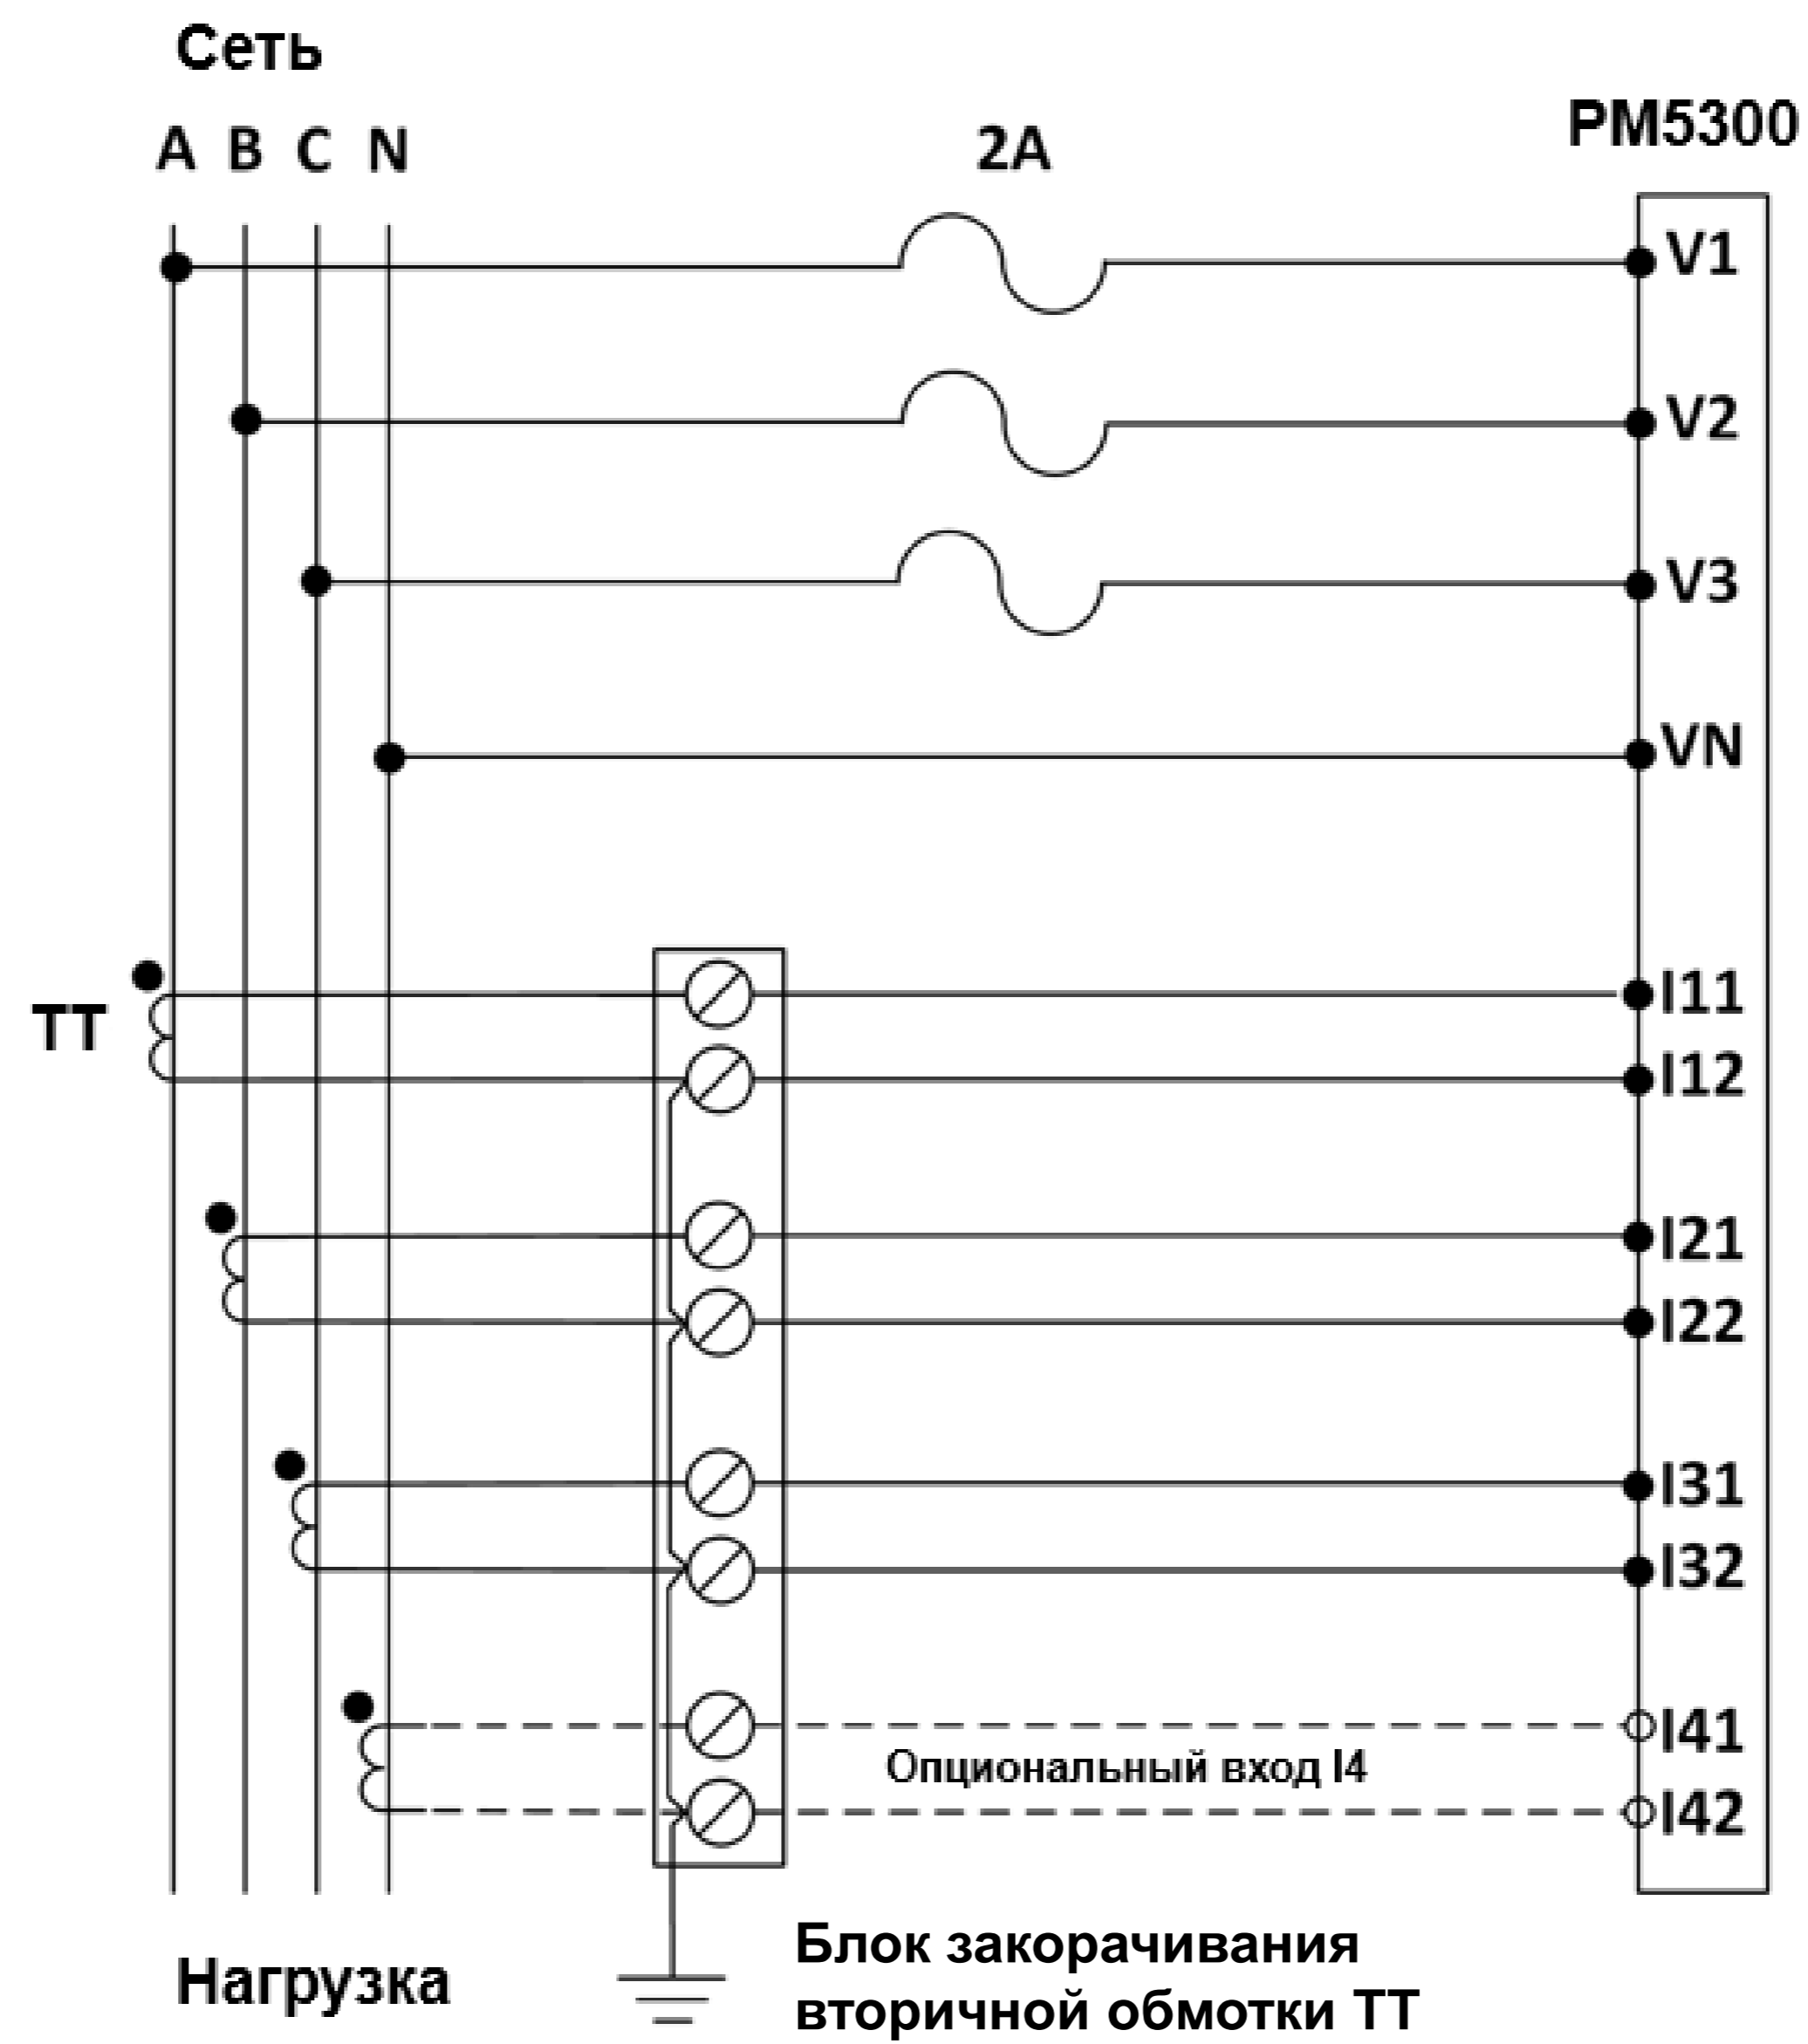 Сеть
A B C N
2A
PM5300
V1
V2
V3
VN
ТТ
I11
I12
I21
I22
I31
I32
I41
Опциональный вход I4
I42
Нагрузка
Блок закорачивания
вторичной обмотки ТТ